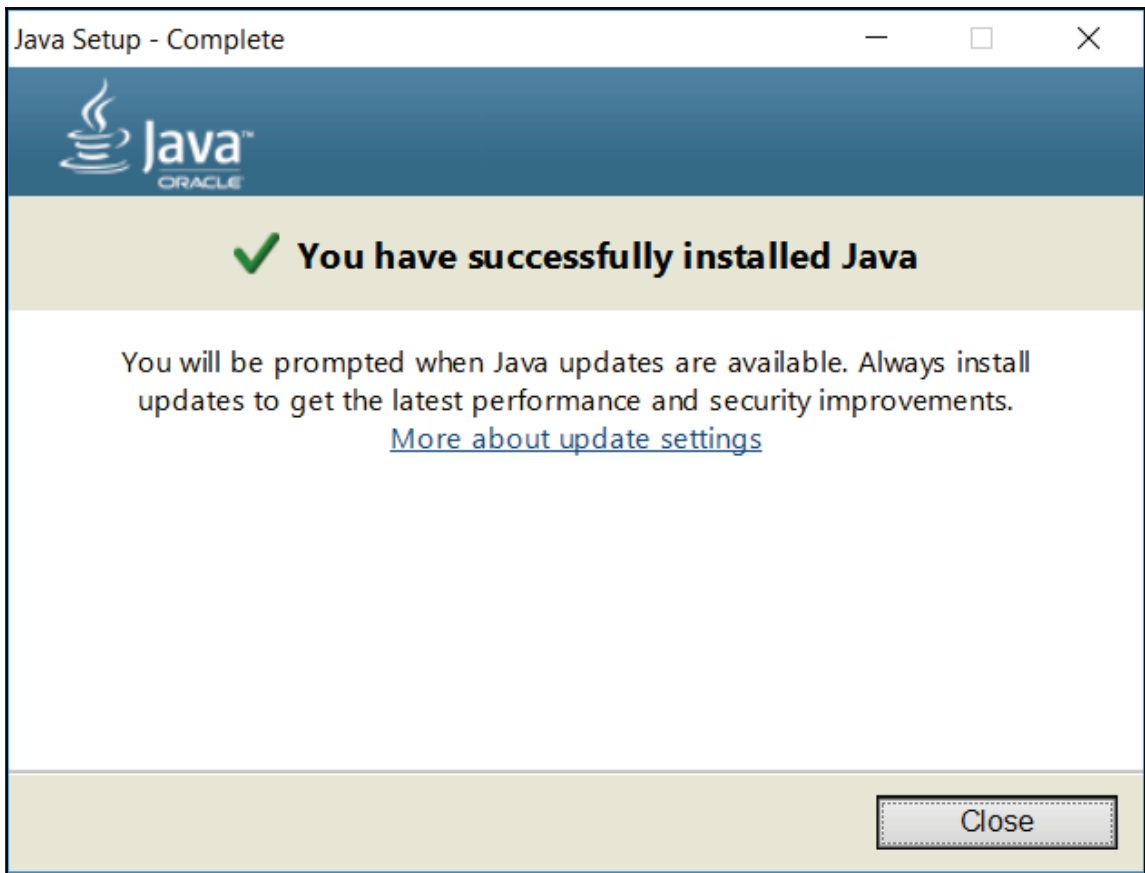 Java Setup - Complete
Java™
ORACLE
You have successfully installed Java
You will be prompted when Java updates are available. Always install
updates to get the latest performance and security improvements.
More about update settings
Close